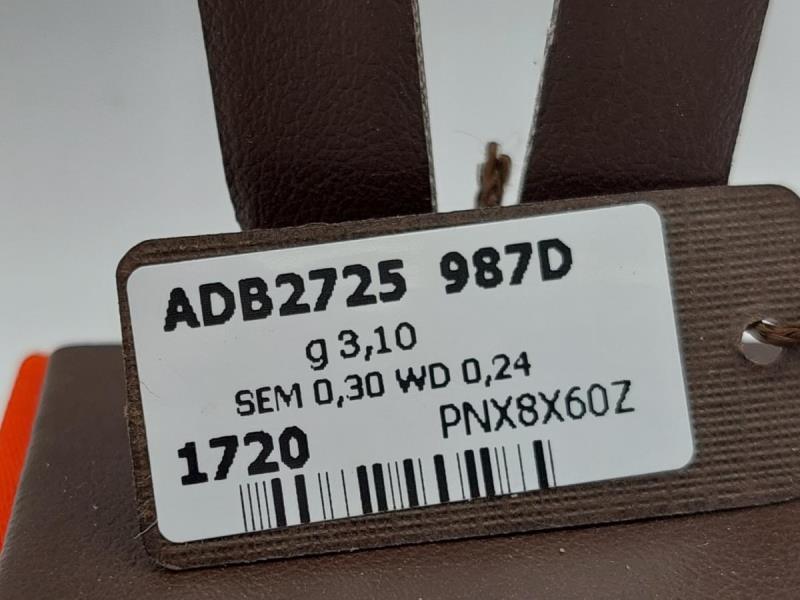 ADB2725 987D
g 3,10
SEM 0,30 WD 0,24
PNX8X60Z
1720